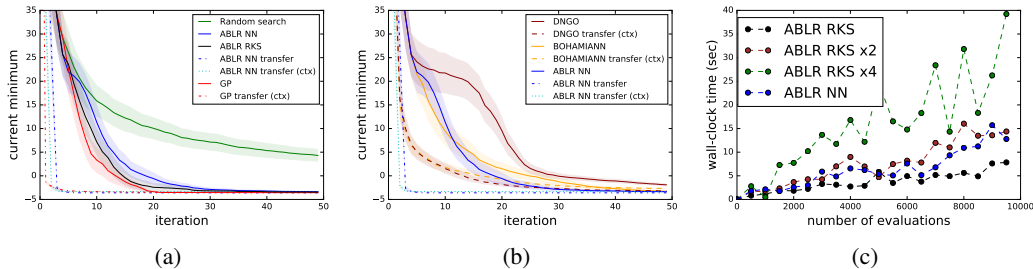 current minimum
35
30
25
20
15
10
5
0
−5
0
10
20
30
40
50
iteration
Random search
ABLR NN
ABLR RKS
ABLR NN transfer
ABLR NN transfer (ctx)
GP
GP transfer (ctx)
(a)
current minimum
35
30
25
20
15
10
5
0
−5
0
10
20
30
40
50
iteration
DNGO
DNGO transfer (ctx)
BOHAMIANN
BOHAMIANN transfer (ctx)
ABLR NN
ABLR NN transfer
ABLR NN transfer (ctx)
(b)
wall-clock time (sec)
40
35
30
25
20
15
10
5
0
0
2000
4000
6000
8000
10000
number of evaluations
ABLR RKS
ABLR RKS x2
ABLR RKS x4
ABLR NN
(c)